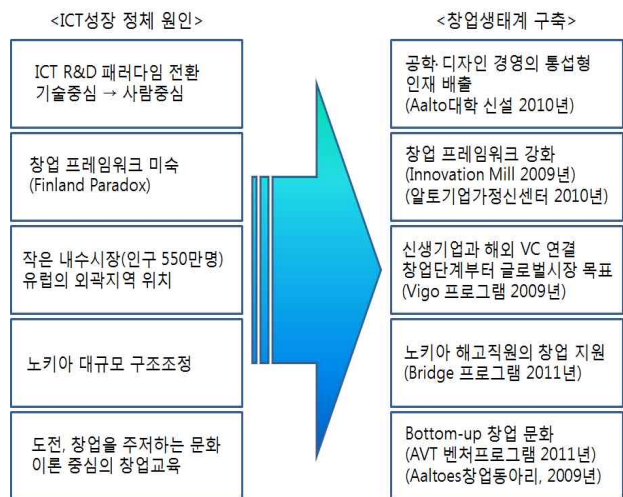 <ICT성장 정체 원인>
ICT R&D 패러다임 전환
기술중심 → 사람중심
창업 프레임워크 미숙
(Finland Paradox)
작은 내수시장(인구 550만명)
유럽의 외곽지역 위치
노키아 대규모 구조조정
도전, 창업을 주저하는 문화
이론 중심의 창업교육
<창업생태계 구축>
공학·디자인 경영의 통섭형
인재 배출
(Aalto대학 신설 2010년)
창업 프레임워크 강화
(Innovation Mill 2009년)
(알토기업가정신센터 2010년)
신생기업과 해외 VC 연결
창업단계부터 글로벌시장 목표
(Vigo 프로그램 2009년)
노키아 해고직원의 창업 지원
(Bridge 프로그램 2011년)
Bottom-up 창업 문화
(AVT 벤처프로그램 2011년)
(Aaltoes창업동아리, 2009년)